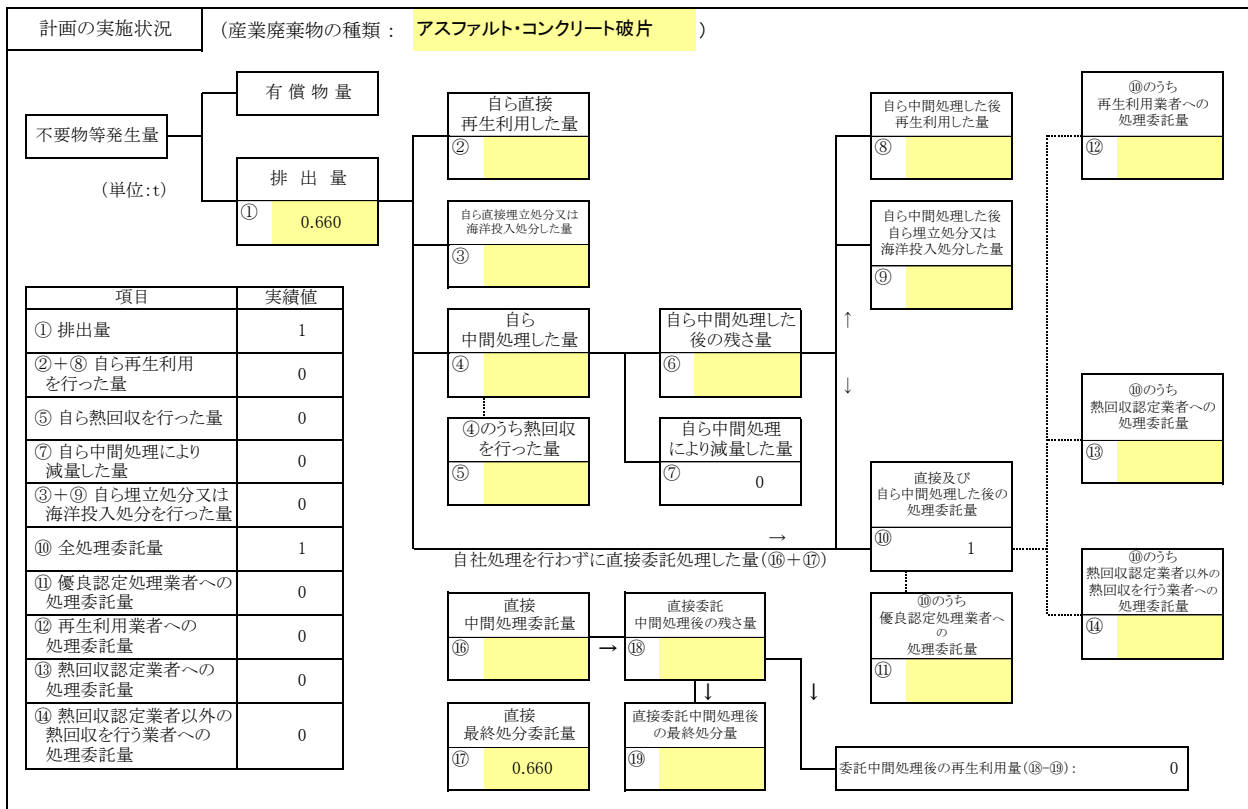 計画の実施状況
(産業廃棄物の種類： アスファルト・コンクリート破片 )
有 償 物 量
不要物等発生量
(単位:t)
排 出 量
① 0.660
自ら直接
再生利用した量
②
自ら直接埋立処分又は
海洋投入処分した量
③
自ら
中間処理した量
④
④のうち熱回収
を行った量
⑤
自ら中間処理した
後の残さ量
⑥
自ら中間処理
により減量した量
⑦ 0
自ら中間処理した後
再生利用した量
⑧
自ら中間処理した後
自ら埋立処分又は
海洋投入処分した量
⑨
↑
↓
直接及び
自ら中間処理した後の
処理委託量
⑩ 1
→
自社処理を行わずに直接委託処理した量(⑯+⑰)
⑩のうち
優良認定処理業者へ
の
処理委託量
⑪
⑩のうち
再生利用業者への
処理委託量
⑫
⑩のうち
熱回収認定業者への
処理委託量
⑬
⑩のうち
熱回収認定業者以外の
熱回収を行う業者への
処理委託量
⑭
直接
中間処理委託量
⑯
→
直接委託
中間処理後の残さ量
⑱
↓
↓
直接
最終処分委託量
⑰ 0.660
直接委託中間処理後
の最終処分量
⑲
委託中間処理後の再生利用量(⑱-⑲)： 0
項目 実績値
① 排出量 1
②+⑧ 自ら再生利用
を行った量 0
⑤ 自ら熱回収を行った量 0
⑦ 自ら中間処理により
減量した量 0
③+⑨ 自ら埋立処分又は
海洋投入処分を行った量 0
⑩ 全処理委託量 1
⑪ 優良認定処理業者への
処理委託量 0
⑫ 再生利用業者への
処理委託量 0
⑬ 熱回収認定業者への
処理委託量 0
⑭ 熱回収認定業者以外の
熱回収を行う業者への
処理委託量 0